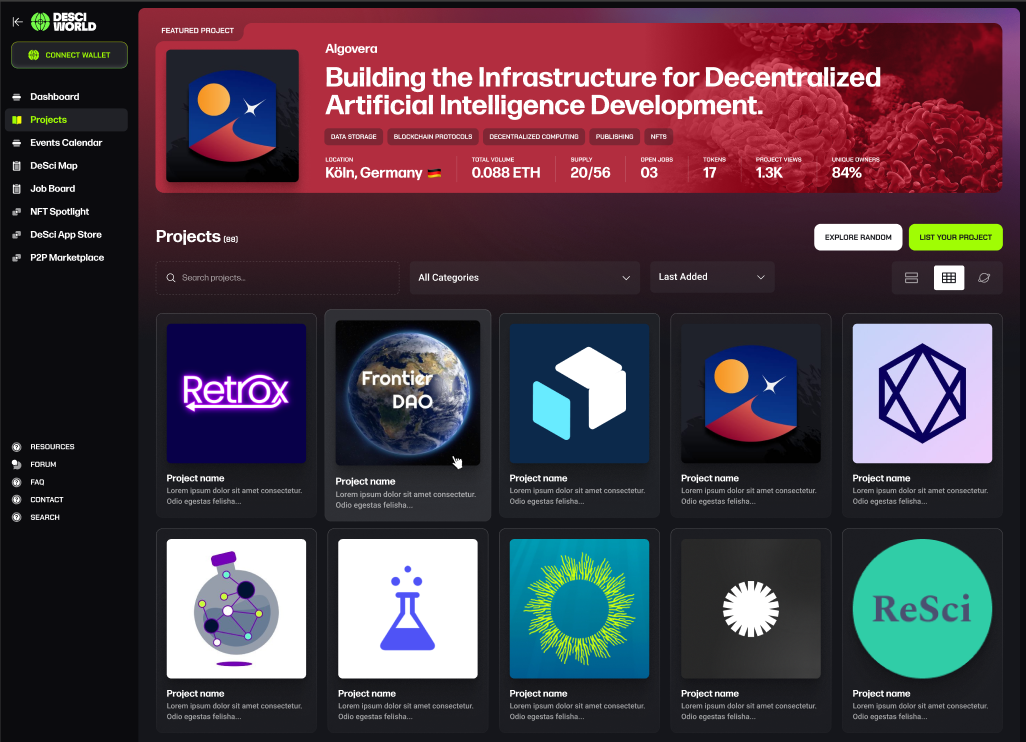 DESCI
WORLD
CONNECT WALLET
Dashboard
Projects
Events Calendar
DeSci Map
Job Board
NFT Spotlight
DeSci App Store
P2P Marketplace
RESOURCES
FORUM
FAQ
CONTACT
SEARCH
FEATURED PROJECT
Algovera
Building the Infrastructure for Decentralized
Artificial Intelligence Development.
DATA STORAGE BLOCKCHAIN PROTOCOLS DECENTRALIZED COMPUTING PUBLISHING NFTS
LOCATION TOTAL VOLUME SUPPLY OPEN JOBS TOKENS PROJECT VIEWS UNIQUE OWNERS
Köln, Germany 0.088 ETH 20/56 03 17 1.3K 84%
Projects (88)
EXPLORE RANDOM LIST YOUR PROJECT
Search projects... All Categories Last Added
Retrox
Frontier
DAO
Project name Project name Project name Project name Project name
Lorem ipsum dolor sit amet consectetur. Lorem ipsum dolor sit amet consectetur. Lorem ipsum dolor sit amet consectetur. Lorem ipsum dolor sit amet consectetur. Lorem ipsum dolor sit amet consectetur.
Odio egestas felisha... Odio egestas felisha... Odio egestas felisha... Odio egestas felisha... Odio egestas felisha...
ReSci
Project name Project name Project name Project name Project name
Lorem ipsum dolor sit amet consectetur. Lorem ipsum dolor sit amet consectetur. Lorem ipsum dolor sit amet consectetur. Lorem ipsum dolor sit amet consectetur. Lorem ipsum dolor sit amet consectetur.
Odio egestas felisha... Odio egestas felisha... Odio egestas felisha... Odio egestas felisha... Odio egestas felisha...